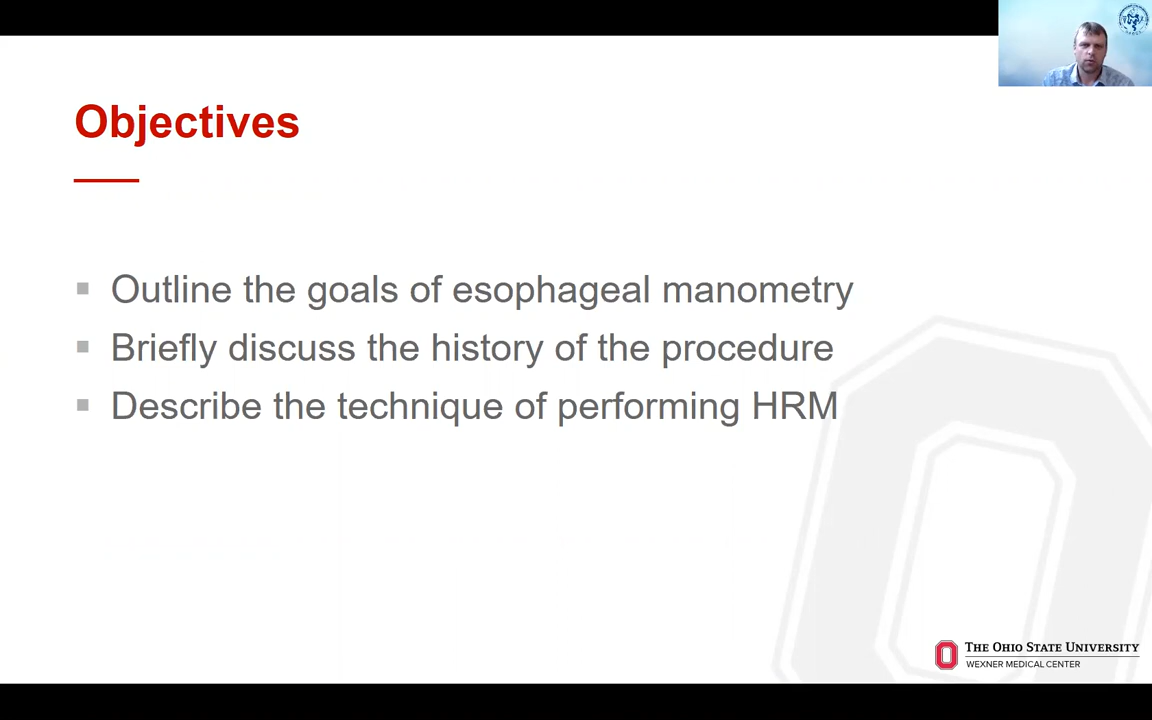 Objectives
Outline the goals of esophageal manometry
Briefly discuss the history of the procedure
Describe the technique of performing HRM
THE OHIO STATE UNIVERSITY
WEXNER MEDICAL CENTER